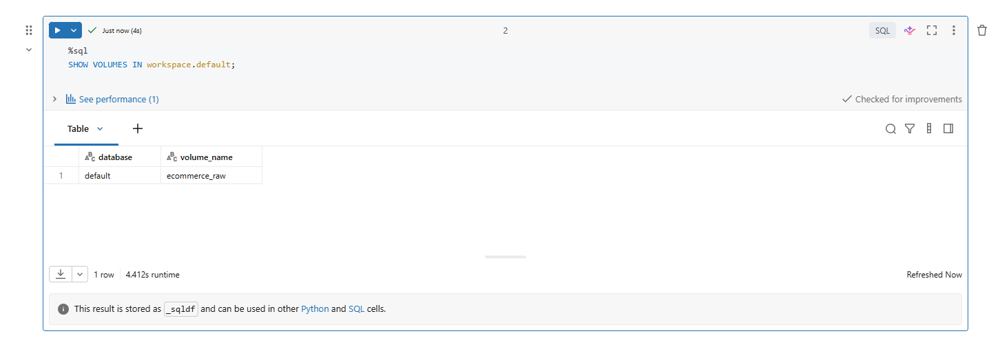 Just now (4s)
2
SQL
%sql
SHOW VOLUMES IN workspace.default;
See performance (1)
Checked for improvements
Table
database volume_name
1 default ecommerce_raw
1 row 4.412s runtime
Refreshed Now
This result is stored as _sqldf and can be used in other Python and SQL cells.